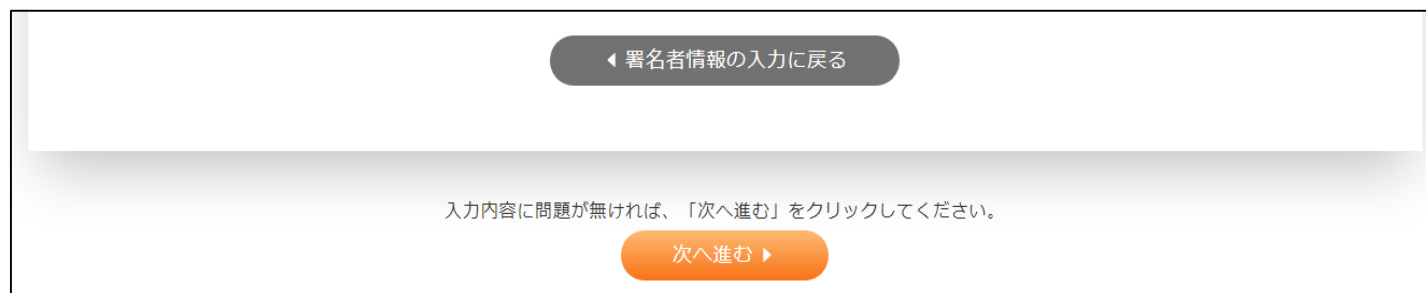 署名者情報の入力に戻る
入力内容に問題が無ければ、「次へ進む」をクリックしてください。
次へ進む